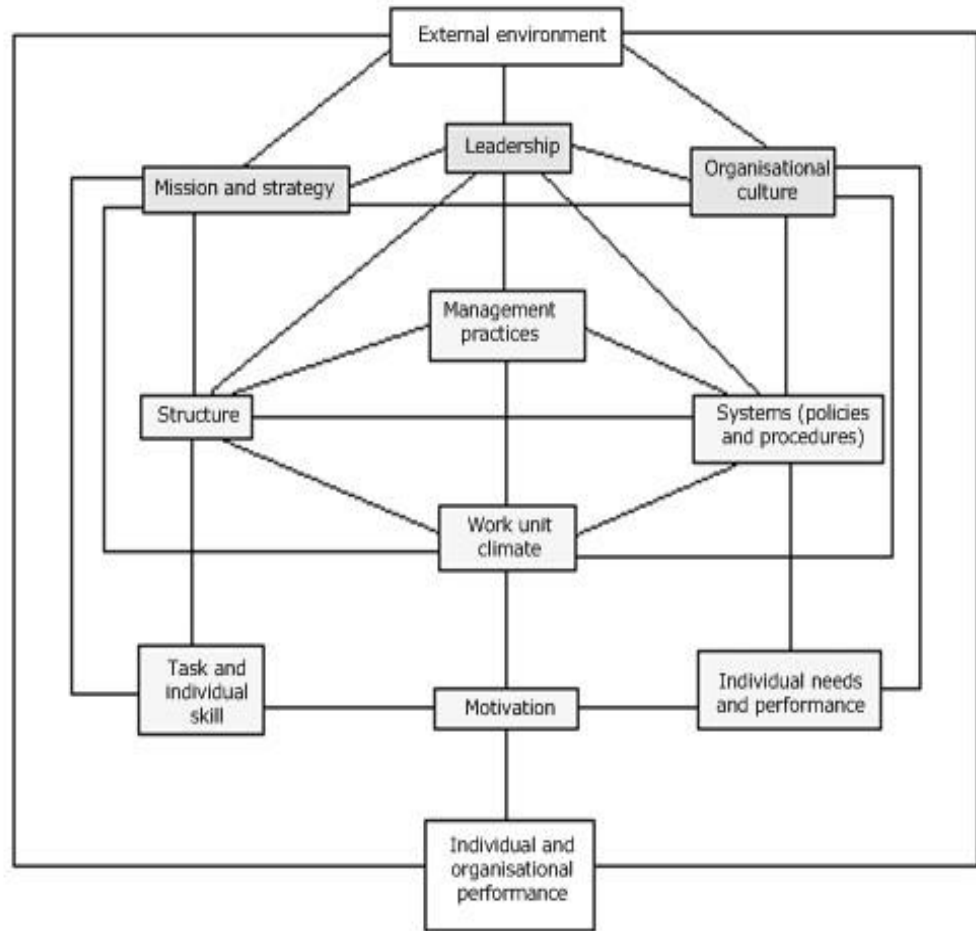 External environment
Leadership
Mission and strategy
Organisational
culture
Management
practices
Structure
Systems (policies
and procedures)
Work unit
climate
Task and
individual
skill
Motivation
Individual needs
and performance
Individual and
organisational
performance